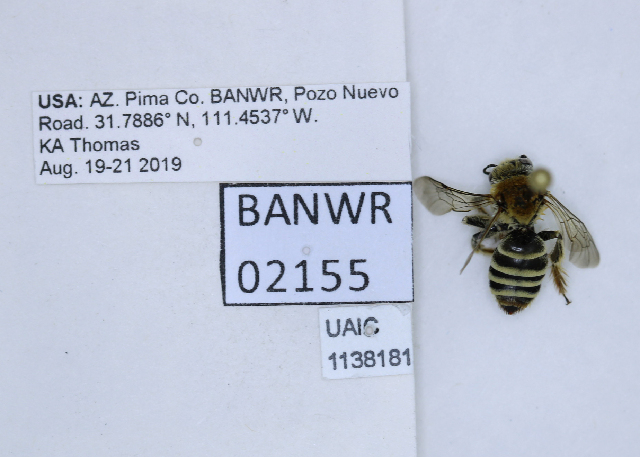 USA: AZ. Pima Co. BANWR, Pozo Nuevo
Road. 31.7886° N, 111.4537° W.
KA Thomas
Aug. 19-21 2019
BANWR
02155
UAIC
1138181